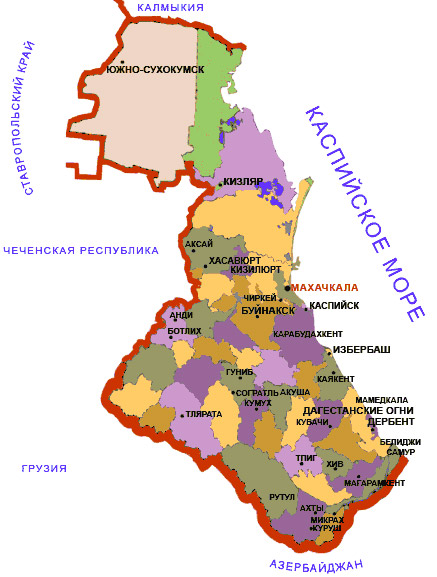 КАЛМЫКИЯ
СТАВРОПОЛЬСКИЙ КРАЙ
ЮЖНО-СУХОКУМСК
КАСПИЙСКОЕ МОРЕ
КИЗЛЯР
ЧЕЧЕНСКАЯ РЕСПУБЛИКА
АКСАЙ
ХАСАВЮРТ
КИЗИЛЮРТ
МАХАЧКАЛА
ЧИРКЕЙ
КАСПИЙСК
БУЙНАКСК
АНДИ
БОТЛИХ
КАРАБУДАХКЕНТ
ИЗБЕРБАШ
ГУНИБ
КАЯКЕНТ
СОГРАТЛЬ
АКУША
КУМУХ
МАМЕДКАЛА
ТЛЯРАТА
ДАГЕСТАНСКИЕ ОГНИ
КУБАЧИ
ДЕРБЕНТ
БЕЛИДЖИ
САМУР
ГРУЗИЯ
ТПИГ
ХИВ
МАГАРАМКЕНТ
РУТУЛ
АХТЫ
МИКРАХ
КУРУШ
АЗЕРБАЙДЖАН